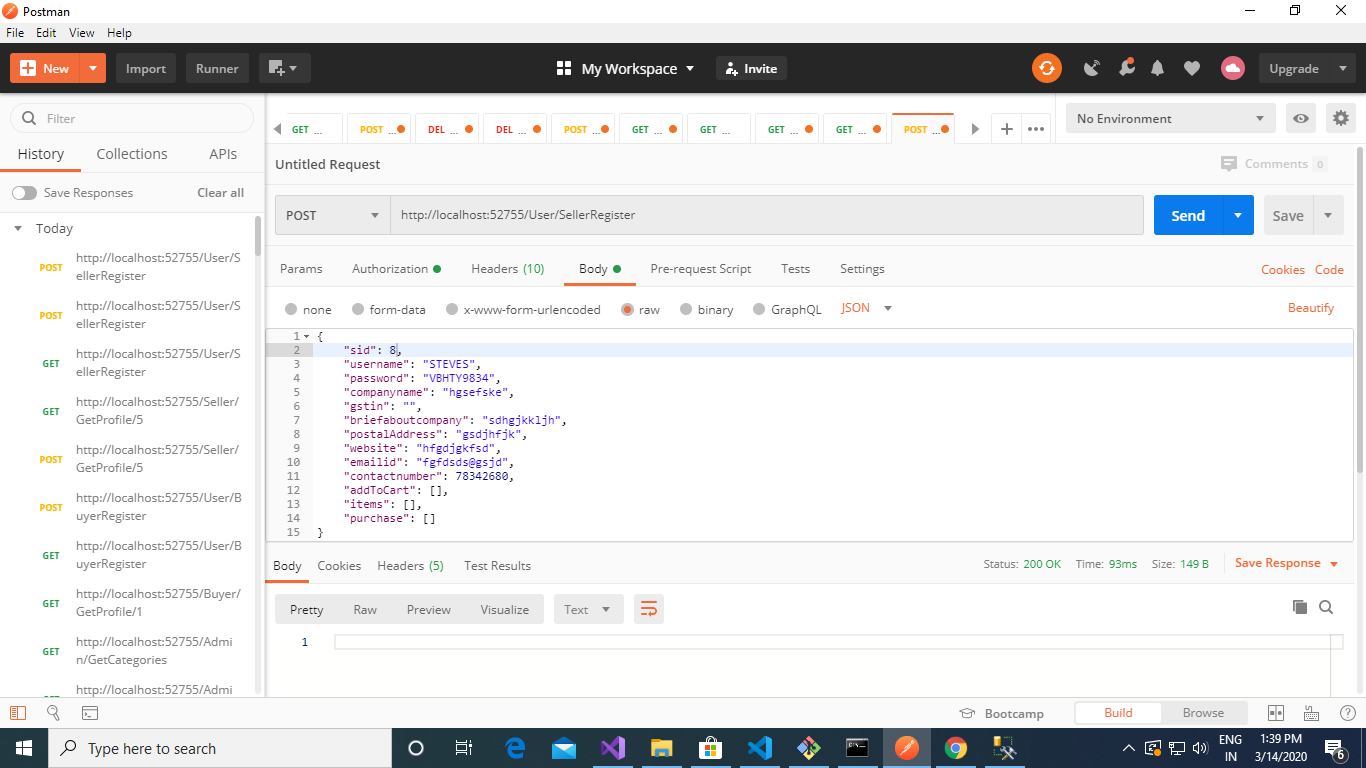 Postman
File Edit View Help
New Import Runner My Workspace Invite Upgrade
Filter
GET ... POST ... DEL ... DEL ... POST ... GET ... GET ... GET ... GET ... POST ...
No Environment
History Collections APIs
Untitled Request
Comments 0
Save Responses Clear all
POST http://localhost:52755/User/SellerRegister Send Save
Today
POST http://localhost:52755/User/S
ellerRegister
POST http://localhost:52755/User/S
ellerRegister
GET http://localhost:52755/User/S
ellerRegister
GET http://localhost:52755/Seller/
GetProfile/5
POST http://localhost:52755/Seller/
GetProfile/5
POST http://localhost:52755/User/B
uyerRegister
GET http://localhost:52755/User/B
uyerRegister
GET http://localhost:52755/Buyer/
GetProfile/1
GET http://localhost:52755/Admi
n/GetCategories
http://localhost:52755/Admi
Params Authorization Headers (10) Body Pre-request Script Tests Settings Cookies Code
none form-data x-www-form-urlencoded raw binary GraphQL JSON Beautify
1 {
2 "sid": 8,
3 "username": "STEVES",
4 "password": "VBHTY9834",
5 "companyname": "hgsefske",
6 "gstin": "",
7 "briefaboutcompany": "sdhgjkkljh",
8 "postalAddress": "gsdjhfjk",
9 "website": "hfgdjgkfsd",
10 "emailid": "fgfdsds@gsjd",
11 "contactnumber": 78342680,
12 "addToCart": [],
13 "items": [],
14 "purchase": []
15 }
Body Cookies Headers (5) Test Results Status: 200 OK Time: 93ms Size: 149 B Save Response
Pretty Raw Preview Visualize Text
1
Bootcamp Build Browse
Type here to search
ENG
IN
1:39 PM
3/14/2020
6